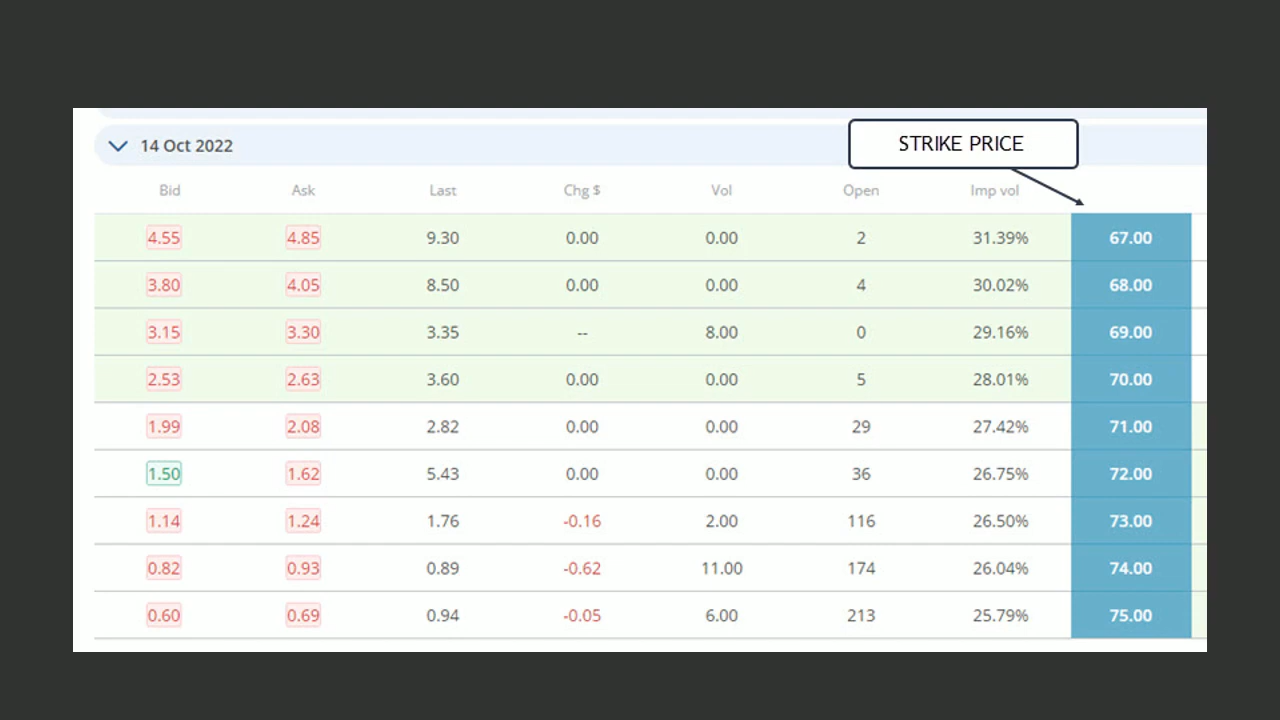 STRIKE PRICE
14 Oct 2022
Bid Ask Last Chg $ Vol Open Imp vol
4.55 4.85 9.30 0.00 0.00 2 31.39% 67.00
3.80 4.05 8.50 0.00 0.00 4 30.02% 68.00
3.15 3.30 3.35 -- 8.00 0 29.16% 69.00
2.53 2.63 3.60 0.00 0.00 5 28.01% 70.00
1.99 2.08 2.82 0.00 0.00 29 27.42% 71.00
1.50 1.62 5.43 0.00 0.00 36 26.75% 72.00
1.14 1.24 1.76 -0.16 2.00 116 26.50% 73.00
0.82 0.93 0.89 -0.62 11.00 174 26.04% 74.00
0.60 0.69 0.94 -0.05 6.00 213 25.79% 75.00